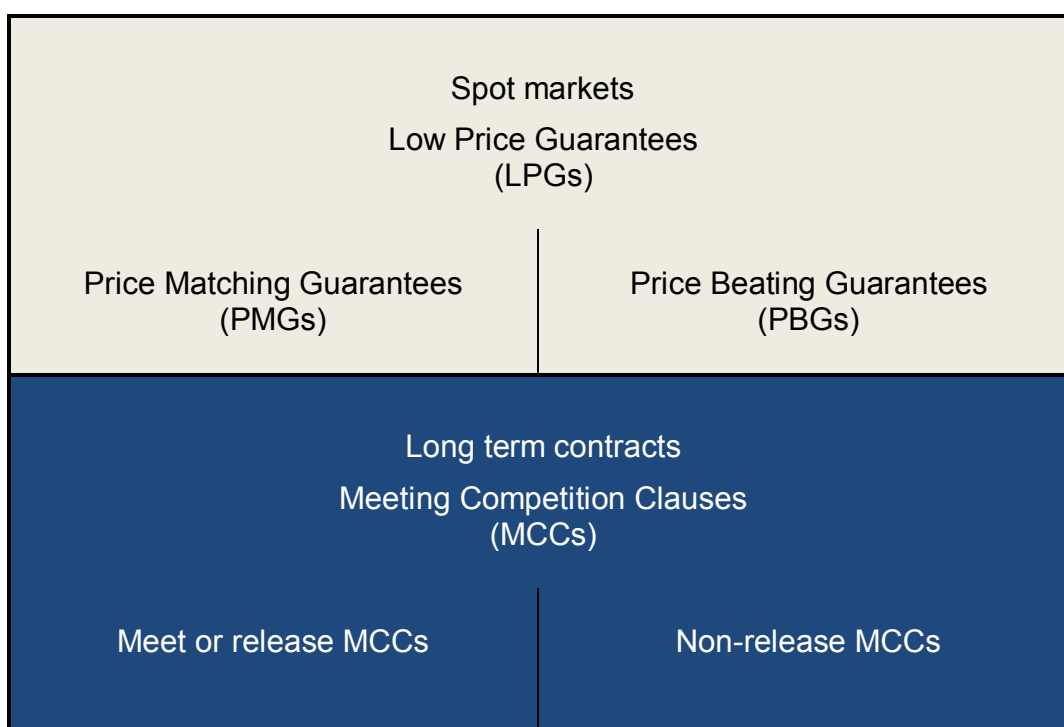 Spot markets
Low Price Guarantees
(LPGs)
Price Matching Guarantees
(PMGs)
Price Beating Guarantees
(PBGs)
Long term contracts
Meeting Competition Clauses
(MCCs)
Meet or release MCCs
Non-release MCCs